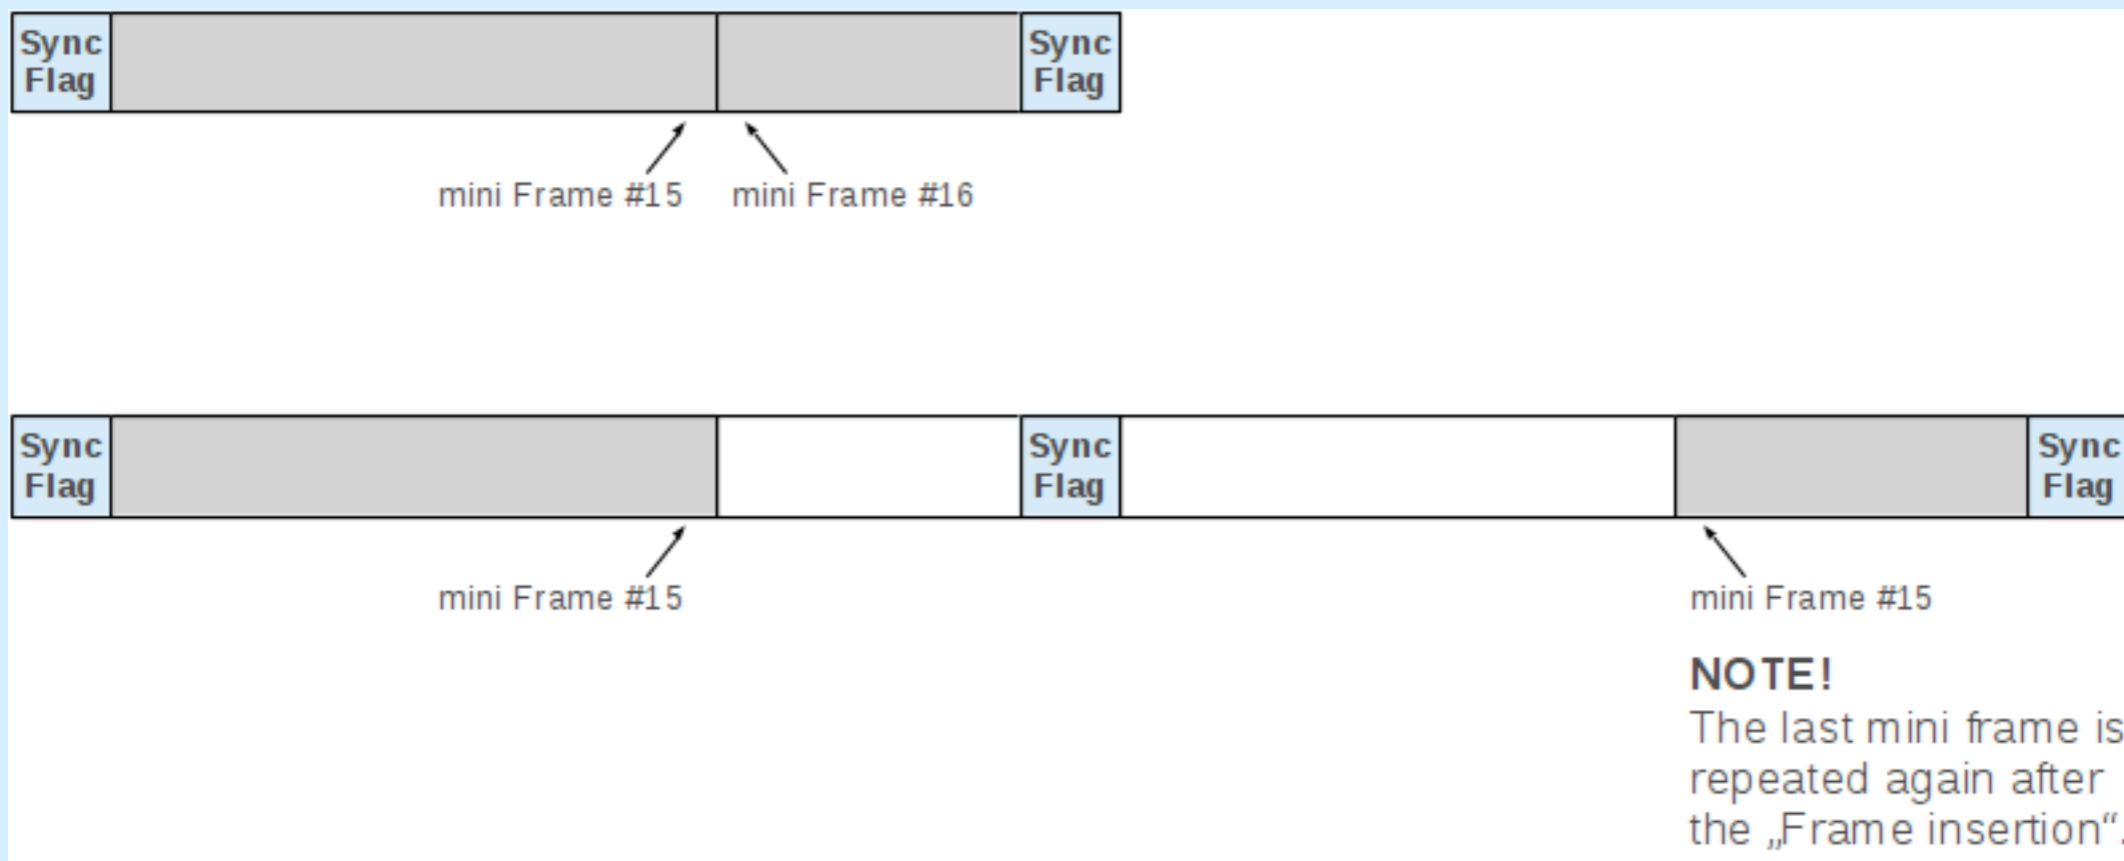 Sync
Flag
Sync
Flag
mini Frame #15
mini Frame #16
Sync
Flag
Sync
Flag
Sync
Flag
mini Frame #15
mini Frame #15
NOTE!
The last mini frame is
repeated again after
the „Frame insertion“.